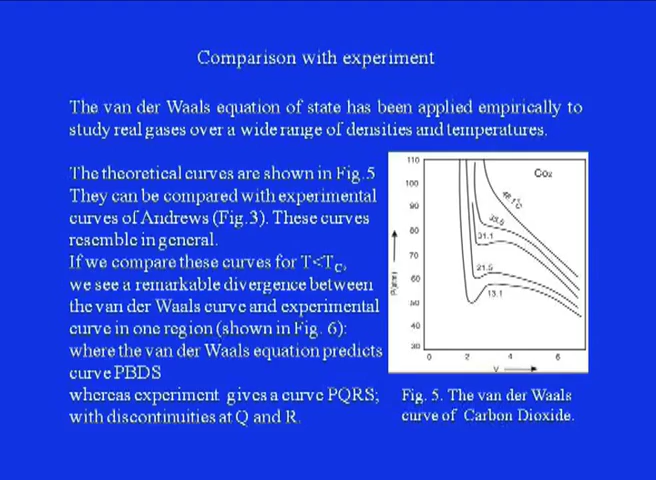 Comparison with experiment
The van der Waals equation of state has been applied empirically to
study real gases over a wide range of densities and temperatures.
The theoretical curves are shown in Fig.5
They can be compared with experimental
curves of Andrews (Fig.3). These curves
resemble in general.
If we compare these curves for T<TC,
we see a remarkable divergence between
the van der Waals curve and experimental
curve in one region (shown in Fig. 6):
where the van der Waals equation predicts
curve PBDS
whereas experiment gives a curve PQRS;
with discontinuities at Q and R.
110
100
90
80
70
60
50
40
30
0 2 4 6
V
Co2
48.1°C
31.1
21.5
13.1
Fig. 5. The van der Waals
curve of Carbon Dioxide.